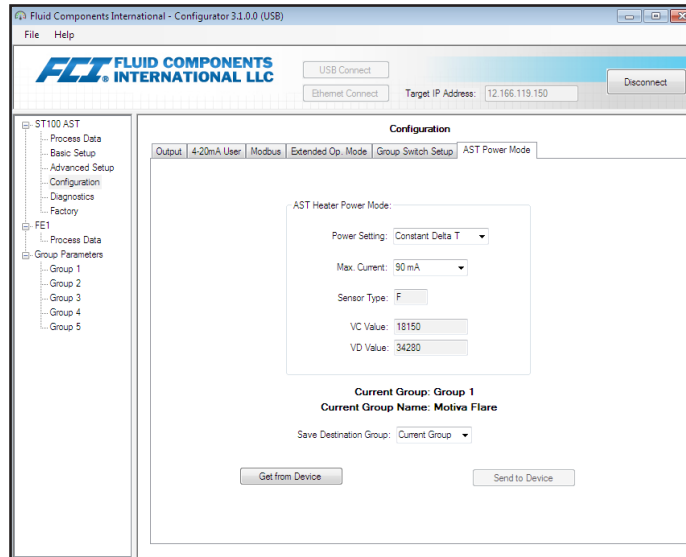 Fluid Components International - Configurator 3.1.0.0 (USB)
File Help
FCI FLUID COMPONENTS
® INTERNATIONAL LLC
USB Connect
Ethernet Connect Target IP Address: 12.166.119.150
Disconnect
ST100 AST
Process Data
Basic Setup
Advanced Setup
Configuration
Diagnostics
Factory
FE1
Process Data
Group Parameters
Group 1
Group 2
Group 3
Group 4
Group 5
Configuration
Output 4-20mA User Modbus Extended Op. Mode Group Switch Setup AST Power Mode
AST Heater Power Mode:
Power Setting: Constant Delta T
Max. Current: 90 mA
Sensor Type: F
VC Value: 18150
VD Value: 34280
Current Group: Group 1
Current Group Name: Motiva Flare
Save Destination Group: Current Group
Get from Device Send to Device